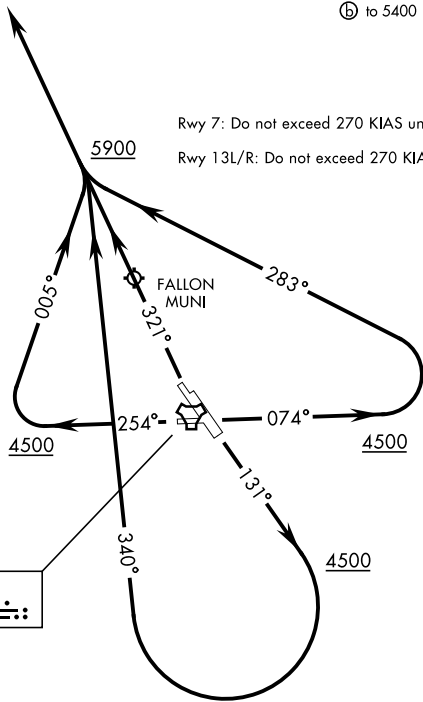 ⓑ to 5400
Rwy 7: Do not exceed 270 KIAS un
5900
Rwy 13L/R: Do not exceed 270 KIA
283°
FALLON
MUNI
005°
321°
254°
074°
4500
4500
131°
4500
340°